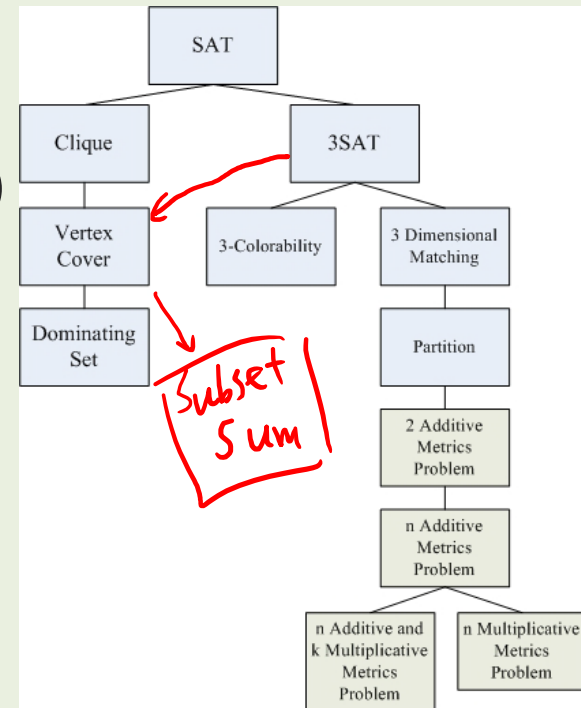 SAT
Clique
3SAT
Vertex
Cover
3-Colorability
3 Dimensional
Matching
Dominating
Set
Subset
Sum
Partition
2 Additive
Metrics
Problem
n Additive
Metrics
Problem
n Additive and
k Multiplicative
Metrics
Problem
n Multiplicative
Metrics
Problem